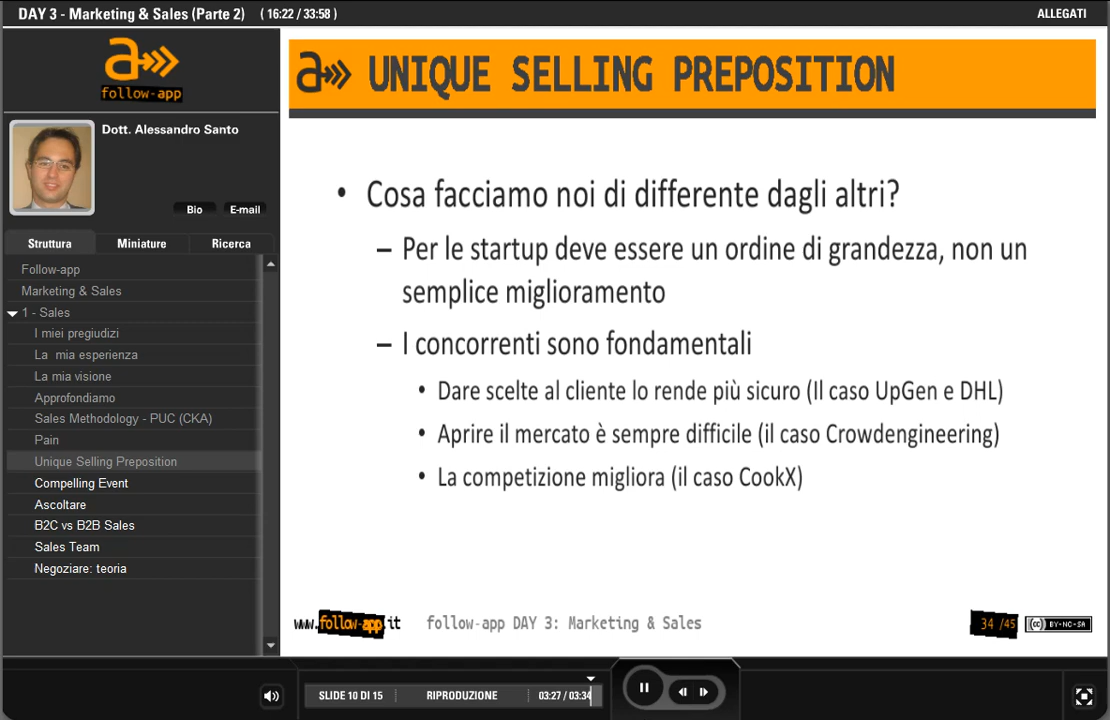 DAY 3 - Marketing & Sales (Parte 2) ( 16:22 / 33:58 )
ALLEGATI
a
follow-app
Dott. Alessandro Santo
Bio
E-mail
Struttura
Miniature
Ricerca
Follow-app
Marketing & Sales
1 - Sales
I miei pregiudizi
La mia esperienza
La mia visione
Approfondiamo
Sales Methodology - PUC (CKA)
Pain
Unique Selling Preposition
Compelling Event
Ascoltare
B2C vs B2B Sales
Sales Team
Negoziare: teoria
a UNIQUE SELLING PREPOSITION
• Cosa facciamo noi di differente dagli altri?
– Per le startup deve essere un ordine di grandezza, non un
semplice miglioramento
– I concorrenti sono fondamentali
• Dare scelte al cliente lo rende più sicuro (Il caso UpGen e DHL)
• Aprire il mercato è sempre difficile (il caso Crowdengineering)
• La competizione migliora (il caso CookX)
www.follow-app.it
follow-app DAY 3: Marketing & Sales
34 /45
cc BY-NC-SA
SLIDE 10 DI 15
RIPRODUZIONE
03:27 / 03:34